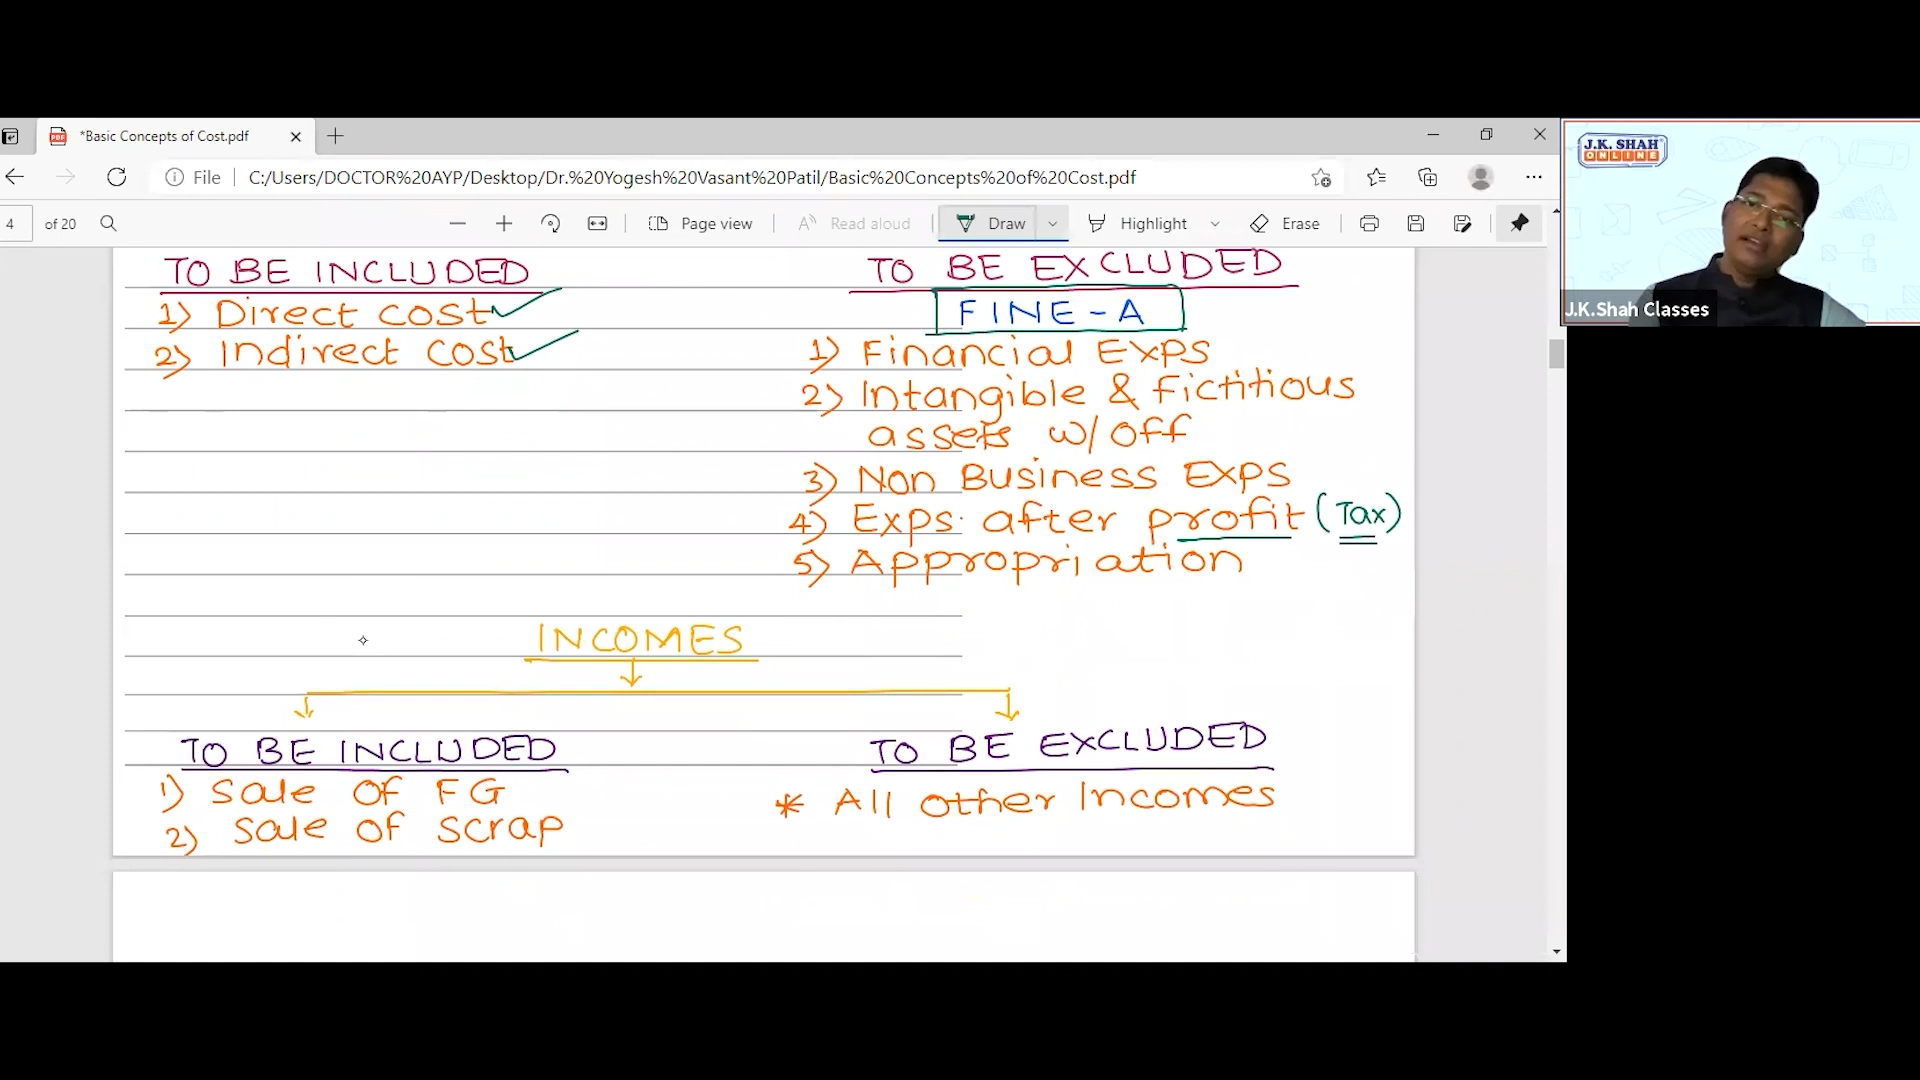 *Basic Concepts of Cost.pdf
File C:/Users/DOCTOR%20AYP/Desktop/Dr.%20Yogesh%20Vasant%20Patil/Basic%20Concepts%20of%20Cost.pdf
4 of 20 Page view Read aloud Draw Highlight Erase
J.K. SHAH
ONLINE
J.K.Shah Classes
TO BE INCLUDED
1) Direct cost
2) Indirect cost
TO BE EXCLUDED
FINE-A
1) Financial Exps
2) Intangible & Fictitious
assets w/off
3) Non Business Exps
4) Exps. after profit (Tax)
5) Appropriation
INCOMES
TO BE INCLUDED
1) Sale of FG
2) Sale of scrap
TO BE EXCLUDED
* All other Incomes